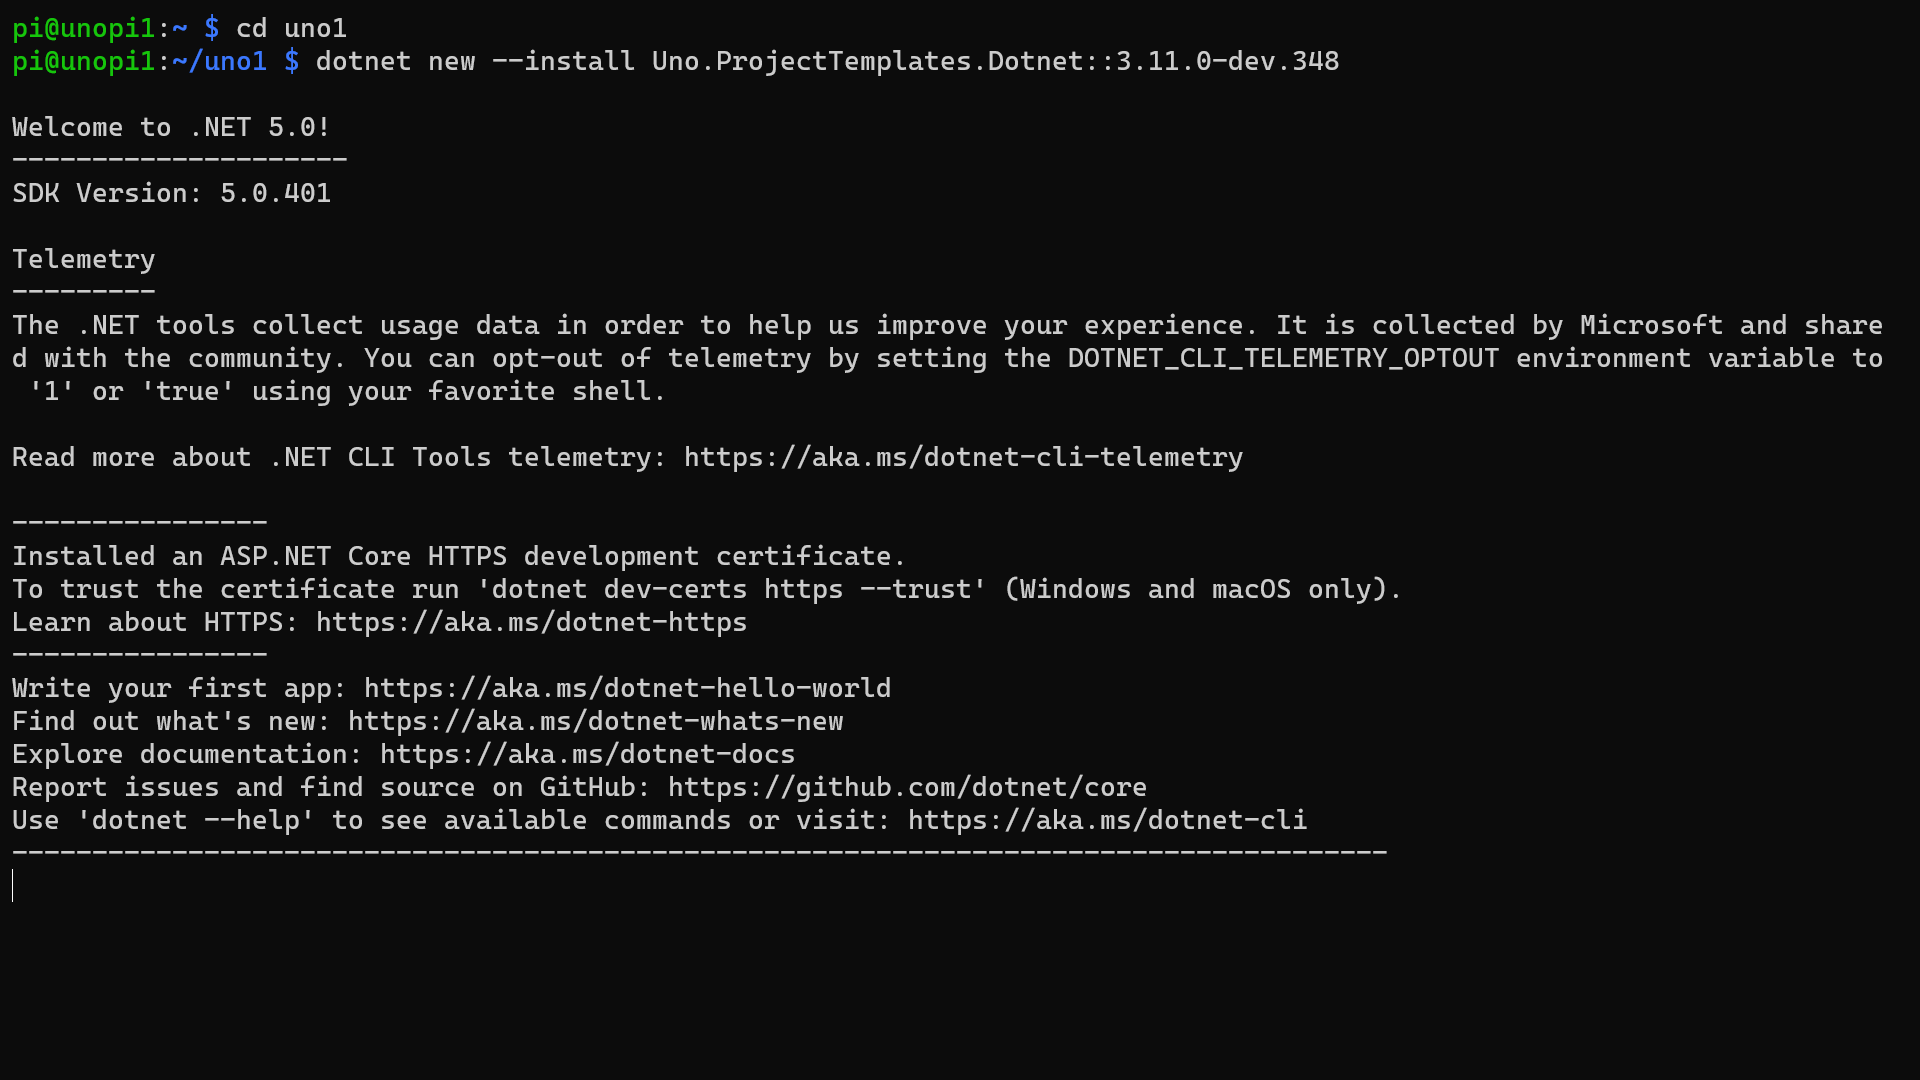 pi@unopi1:~ $ cd uno1
pi@unopi1:~/uno1 $ dotnet new --install Uno.ProjectTemplates.Dotnet::3.11.0-dev.348
Welcome to .NET 5.0!
---------------------
SDK Version: 5.0.401
Telemetry
---------
The .NET tools collect usage data in order to help us improve your experience. It is collected by Microsoft and share
d with the community. You can opt-out of telemetry by setting the DOTNET_CLI_TELEMETRY_OPTOUT environment variable to
 '1' or 'true' using your favorite shell.
Read more about .NET CLI Tools telemetry: https://aka.ms/dotnet-cli-telemetry
----------------
Installed an ASP.NET Core HTTPS development certificate.
To trust the certificate run 'dotnet dev-certs https --trust' (Windows and macOS only).
Learn about HTTPS: https://aka.ms/dotnet-https
----------------
Write your first app: https://aka.ms/dotnet-hello-world
Find out what's new: https://aka.ms/dotnet-whats-new
Explore documentation: https://aka.ms/dotnet-docs
Report issues and find source on GitHub: https://github.com/dotnet/core
Use 'dotnet --help' to see available commands or visit: https://aka.ms/dotnet-cli
--------------------------------------------------------------------------------------